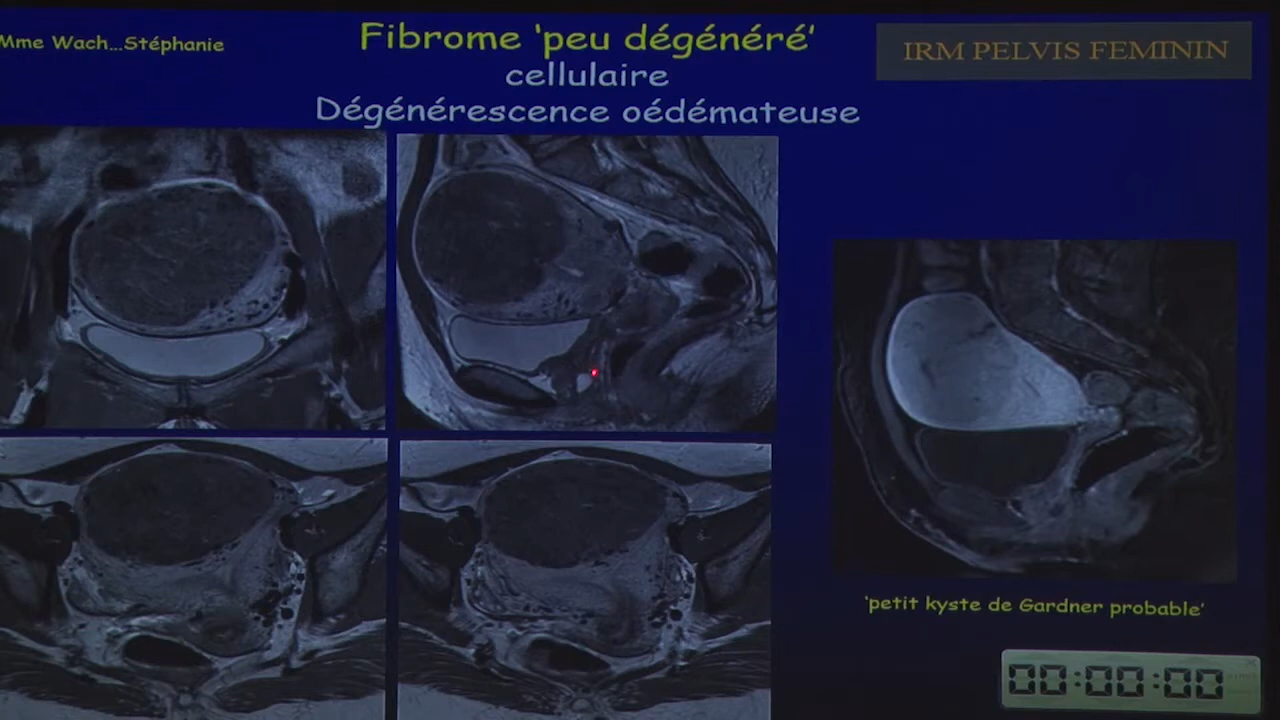 Mme Wach...Stéphanie
Fibrome ‘peu dégénéré’
cellulaire
Dégénérescence oédémateuse
IRM PELVIS FEMININ
‘petit kyste de Gardner probable’
00:00:00